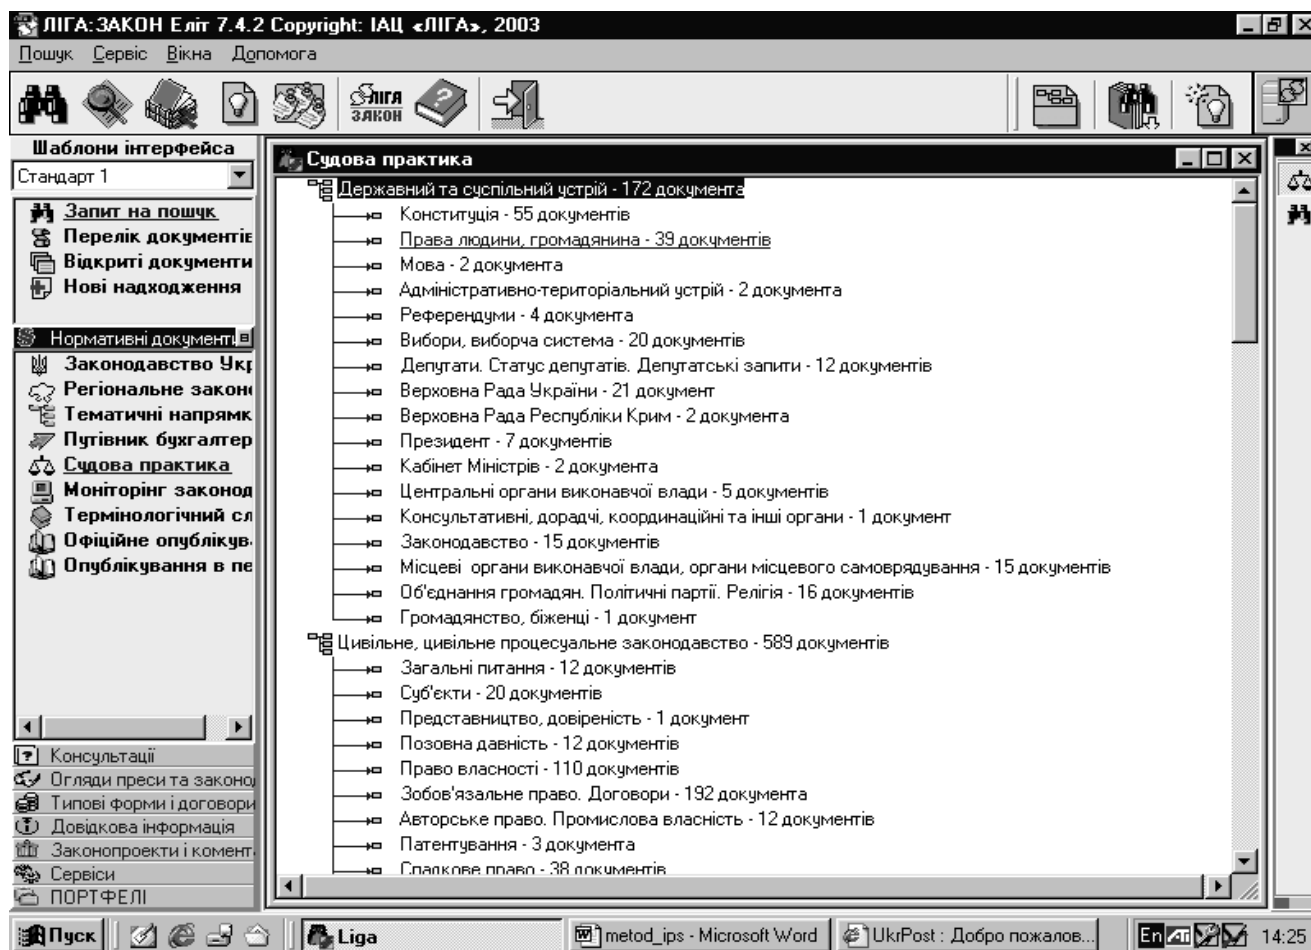 ЛІГА:ЗАКОН Еліт 7.4.2 Copyright: ІАЦ «ЛІГА», 2003
Пошук Сервіс Вікна Допомога
ЛІГА
ЗАКОН
Шаблони інтерфейса
Стандарт 1
Запит на пошук
Перелік документів
Відкриті документи
Нові надходження
Нормативні документи
Законодавство Укр
Регіональне закон
Тематичні напрямк
Путівник бухгалтер
Судова практика
Моніторінг законод
Термінологічний сл
Офіційне опублікув
Опублікування в пе
Консультації
Огляди преси та законо
Типові форми і договори
Довідкова інформація
Законопроекти і комент
Сервіси
ПОРТФЕЛІ
Судова практика
Державний та суспільний устрій - 172 документа
Конституція - 55 документів
Права людини, громадянина - 39 документів
Мова - 2 документа
Адміністративно-територіальний устрій - 2 документа
Референдуми - 4 документа
Вибори, виборча система - 20 документів
Депутати. Статус депутатів. Депутатські запити - 12 документів
Верховна Рада України - 21 документ
Верховна Рада Республіки Крим - 2 документа
Президент - 7 документів
Кабінет Міністрів - 2 документа
Центральні органи виконавчої влади - 5 документів
Консультативні, дорадчі, координаційні та інші органи - 1 документ
Законодавство - 15 документів
Місцеві органи виконавчої влади, органи місцевого самоврядування - 15 документів
Об'єднання громадян. Політичні партії. Релігія - 16 документів
Громадянство, біженці - 1 документ
Цивільне, цивільне процесуальне законодавство - 589 документів
Загальні питання - 12 документів
Суб'єкти - 20 документів
Представництво, довіреність - 1 документ
Позовна давність - 12 документів
Право власності - 110 документів
Зобов'язальне право. Договори - 192 документа
Авторське право. Промислова власність - 12 документів
Патентування - 3 документа
Спадкове право - 38 документів
Пуск Liga metod_ips - Microsoft Word UkrPost : Добро пожалов... En 14:25